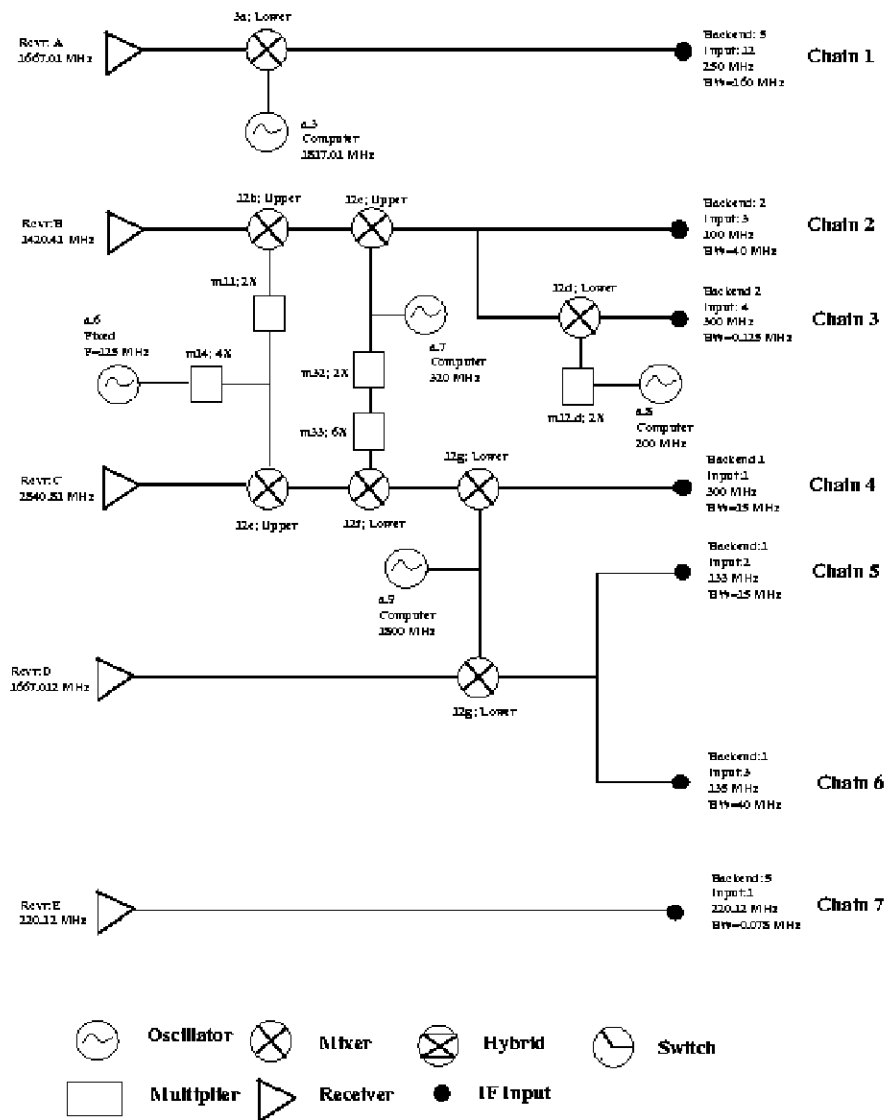 3a; Lower
Rcvr: A
1667.01 MHz
Backend: 5
Input: 12
250 MHz
BW=160 MHz
Chain 1
a.3
Computer
1817.01 MHz
12b; Upper
12c; Upper
Rcvr: B
1420.41 MHz
Backend: 2
Input: 3
100 MHz
BW=40 MHz
Chain 2
m11; 2X
12d; Lower
Backend 2
Input: 4
300 MHz
BW=0.125 MHz
Chain 3
a.6
Fixed
F=125 MHz
m14; 4X
a.7
Computer
320 MHz
m32; 2X
m12.d; 2X
a.8
Computer
200 MHz
m33; 6X
12g; Lower
Rcvr: C
2840.81 MHz
12e; Upper
12f; Lower
Backend:1
Input:1
300 MHz
BW=25 MHz
Chain 4
a.9
Computer
1800 MHz
Backend:1
Input:2
133 MHz
BW=25 MHz
Chain 5
Rcvr: D
1667.012 MHz
12g; Lower
Backend:1
Input:3
135 MHz
BW=40 MHz
Chain 6
Rcvr: E
220.12 MHz
Backend: 5
Input:1
220.12 MHz
BW=0.078 MHz
Chain 7
Oscillator
Mixer
Hybrid
Switch
Multiplier
Receiver
IF Input